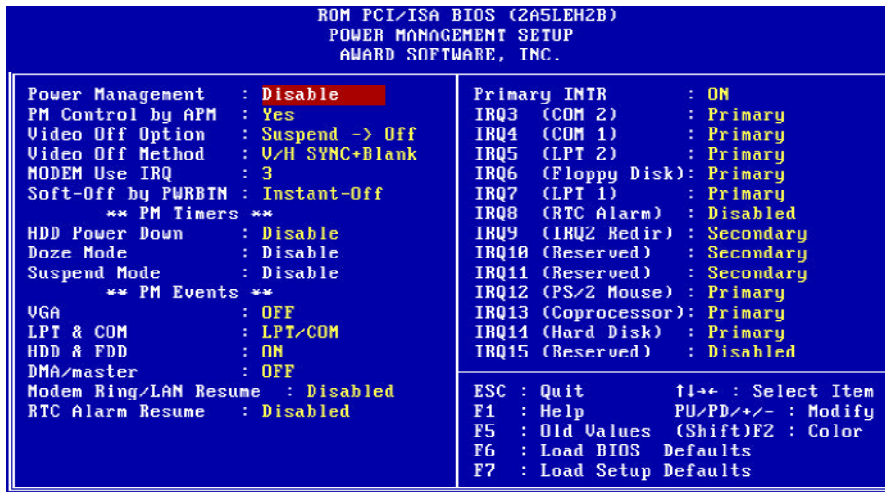 ROM PCI/ISA BIOS (2A5LEH2B)
POWER MANAGEMENT SETUP
AWARD SOFTWARE, INC.
Power Management : Disable
PM Control by APM : Yes
Video Off Option : Suspend -> Off
Video Off Method : V/H SYNC+Blank
MODEM Use IRQ : 3
Soft-Off by PWRBTN : Instant-Off
** PM Timers **
HDD Power Down : Disable
Doze Mode : Disable
Suspend Mode : Disable
** PM Events **
VGA : OFF
LPT & COM : LPT/COM
HDD & FDD : ON
DMA/master : OFF
Modem Ring/LAN Resume : Disabled
RTC Alarm Resume : Disabled
Primary INTR : ON
IRQ3 (COM 2) : Primary
IRQ4 (COM 1) : Primary
IRQ5 (LPT 2) : Primary
IRQ6 (Floppy Disk): Primary
IRQ7 (LPT 1) : Primary
IRQ8 (RTC Alarm) : Disabled
IRQ9 (IRQ2 Redir) : Secondary
IRQ10 (Reserved) : Secondary
IRQ11 (Reserved) : Secondary
IRQ12 (PS/2 Mouse) : Primary
IRQ13 (Coprocessor): Primary
IRQ14 (Hard Disk) : Primary
IRQ15 (Reserved) : Disabled
ESC : Quit ↑↓→← : Select Item
F1 : Help PU/PD/+/- : Modify
F5 : Old Values (Shift)F2 : Color
F6 : Load BIOS Defaults
F7 : Load Setup Defaults